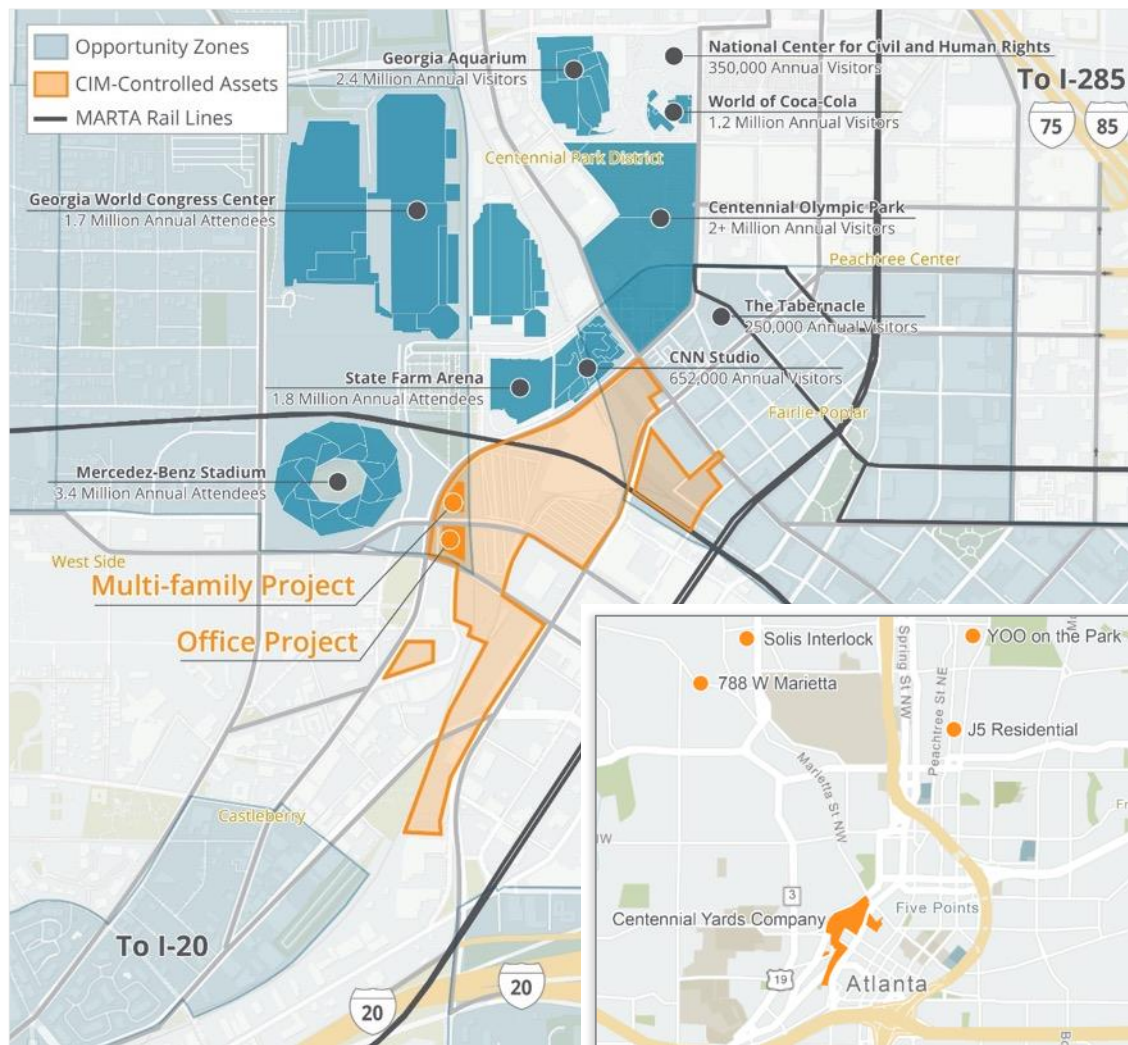 Opportunity Zones
CIM-Controlled Assets
MARTA Rail Lines
Georgia Aquarium
2.4 Million Annual Visitors
National Center for Civil and Human Rights
350,000 Annual Visitors
To I-285
75
85
World of Coca-Cola
1.2 Million Annual Visitors
Centennial Park District
Georgia World Congress Center
1.7 Million Annual Attendees
Centennial Olympic Park
2+ Million Annual Visitors
Peachtree Center
The Tabernacle
250,000 Annual Visitors
CNN Studio
652,000 Annual Visitors
State Farm Arena
1.8 Million Annual Attendees
Fairlie-Poplar
Mercedez-Benz Stadium
3.4 Million Annual Attendees
West Side
Multi-family Project
Office Project
Castleberry
To I-20
20
20
Solis Interlock
YOO on the Park
788 W Marietta
J5 Residential
Spring St NW
Peachtree St NE
Marietta St NW
3
Centennial Yards Company
Five Points
19
Atlanta